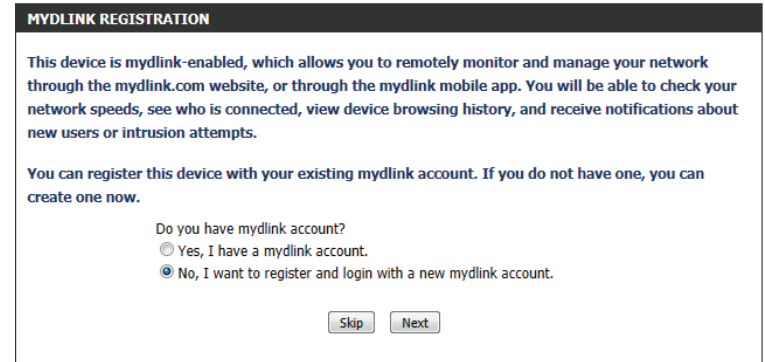 MYDLINK REGISTRATION
This device is mydlink-enabled, which allows you to remotely monitor and manage your network
through the mydlink.com website, or through the mydlink mobile app. You will be able to check your
network speeds, see who is connected, view device browsing history, and receive notifications about
new users or intrusion attempts.
You can register this device with your existing mydlink account. If you do not have one, you can
create one now.
Do you have mydlink account?
Yes, I have a mydlink account.
No, I want to register and login with a new mydlink account.
Skip Next